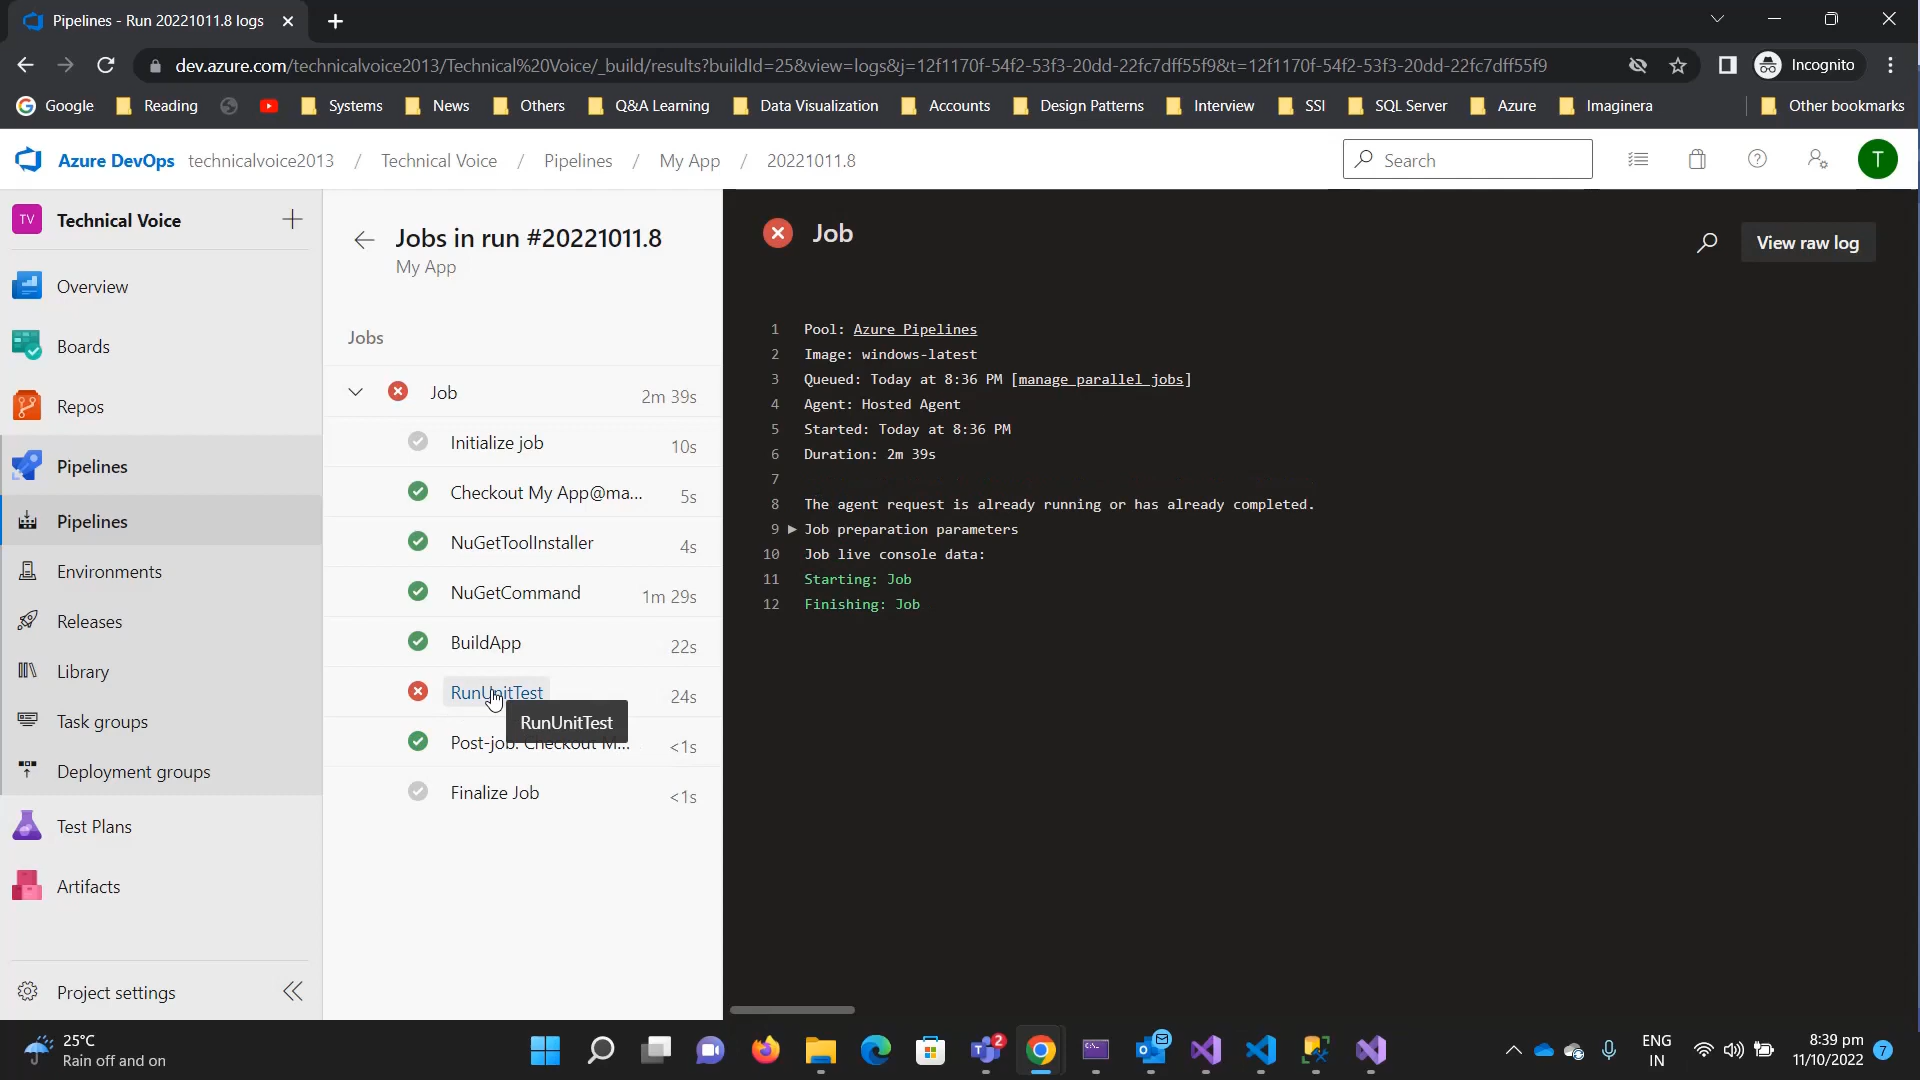 Pipelines - Run 20221011.8 logs
dev.azure.com/technicalvoice2013/Technical%20Voice/_build/results?buildId=25&view=logs&j=12f1170f-54f2-53f3-20dd-22fc7dff55f9&t=12f1170f-54f2-53f3-20dd-22fc7dff55f9
Incognito
Google Reading Systems News Others Q&A Learning Data Visualization Accounts Design Patterns Interview SSI SQL Server Azure Imaginera Other bookmarks
Azure DevOps technicalvoice2013 / Technical Voice / Pipelines / My App / 20221011.8
Search
T
TV Technical Voice
Overview
Boards
Repos
Pipelines
Pipelines
Environments
Releases
Library
Task groups
Deployment groups
Test Plans
Artifacts
Project settings
Jobs in run #20221011.8
My App
Jobs
Job 2m 39s
Initialize job 10s
Checkout My App@ma... 5s
NuGetToolInstaller 4s
NuGetCommand 1m 29s
BuildApp 22s
RunUnitTest 24s
RunUnitTest
Post-job: Checkout M... <1s
Finalize Job <1s
Job
View raw log
1 Pool: Azure Pipelines
2 Image: windows-latest
3 Queued: Today at 8:36 PM [manage parallel jobs]
4 Agent: Hosted Agent
5 Started: Today at 8:36 PM
6 Duration: 2m 39s
7
8 The agent request is already running or has already completed.
9 Job preparation parameters
10 Job live console data:
11 Starting: Job
12 Finishing: Job
25°C
Rain off and on
2
ENG
IN
8:39 pm
11/10/2022
7